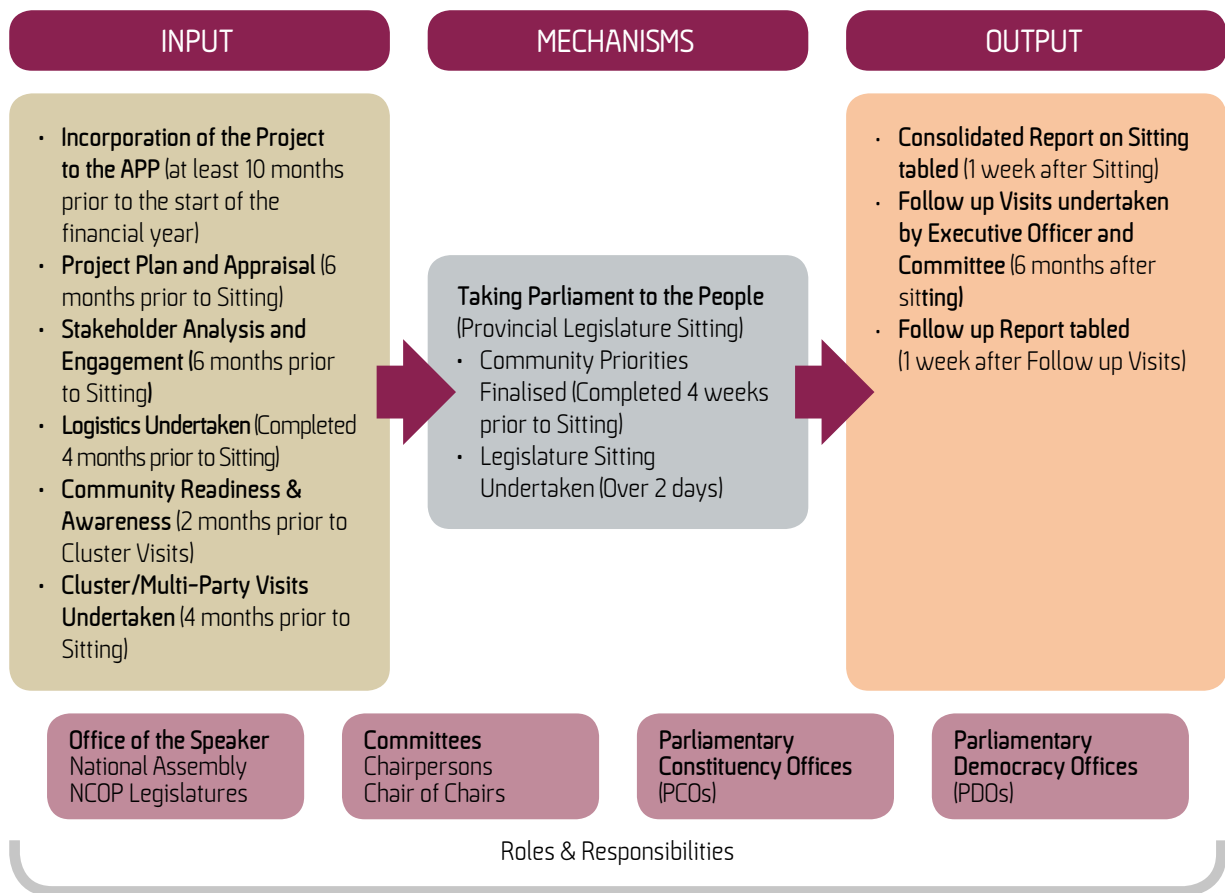 INPUT
MECHANISMS
OUTPUT
• Incorporation of the Project
to the APP (at least 10 months
prior to the start of the
financial year)
• Project Plan and Appraisal (6
months prior to Sitting)
• Stakeholder Analysis and
Engagement (6 months prior
to Sitting)
• Logistics Undertaken (Completed
4 months prior to Sitting)
• Community Readiness &
Awareness (2 months prior to
Cluster Visits)
• Cluster/Multi-Party Visits
Undertaken (4 months prior to
Sitting)
Taking Parliament to the People
(Provincial Legislature Sitting)
• Community Priorities
Finalised (Completed 4 weeks
prior to Sitting)
• Legislature Sitting
Undertaken (Over 2 days)
• Consolidated Report on Sitting
tabled (1 week after Sitting)
• Follow up Visits undertaken
by Executive Officer and
Committee (6 months after
sitting)
• Follow up Report tabled
(1 week after Follow up Visits)
Office of the Speaker
National Assembly
NCOP Legislatures
Committees
Chairpersons
Chair of Chairs
Parliamentary
Constituency Offices
(PCOs)
Parliamentary
Democracy Offices
(PDOs)
Roles & Responsibilities